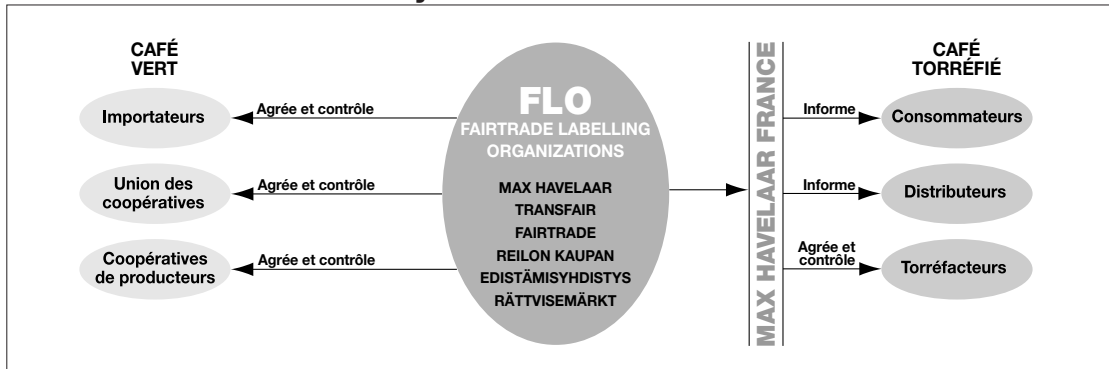 CAFÉ
VERT
Importateurs
Union des
coopératives
Coopératives
de producteurs
Agrée et contrôle
Agrée et contrôle
Agrée et contrôle
FLO
FAIRTRADE LABELLING
ORGANIZATIONS
MAX HAVELAAR
TRANSFAIR
FAIRTRADE
REILON KAUPAN
EDISTÄMISYHDISTYS
RÄTTVISEMÄRKT
MAX HAVELAAR FRANCE
Informe
Informe
Agrée et
contrôle
CAFÉ
TORRÉFIÉ
Consommateurs
Distributeurs
Torréfacteurs